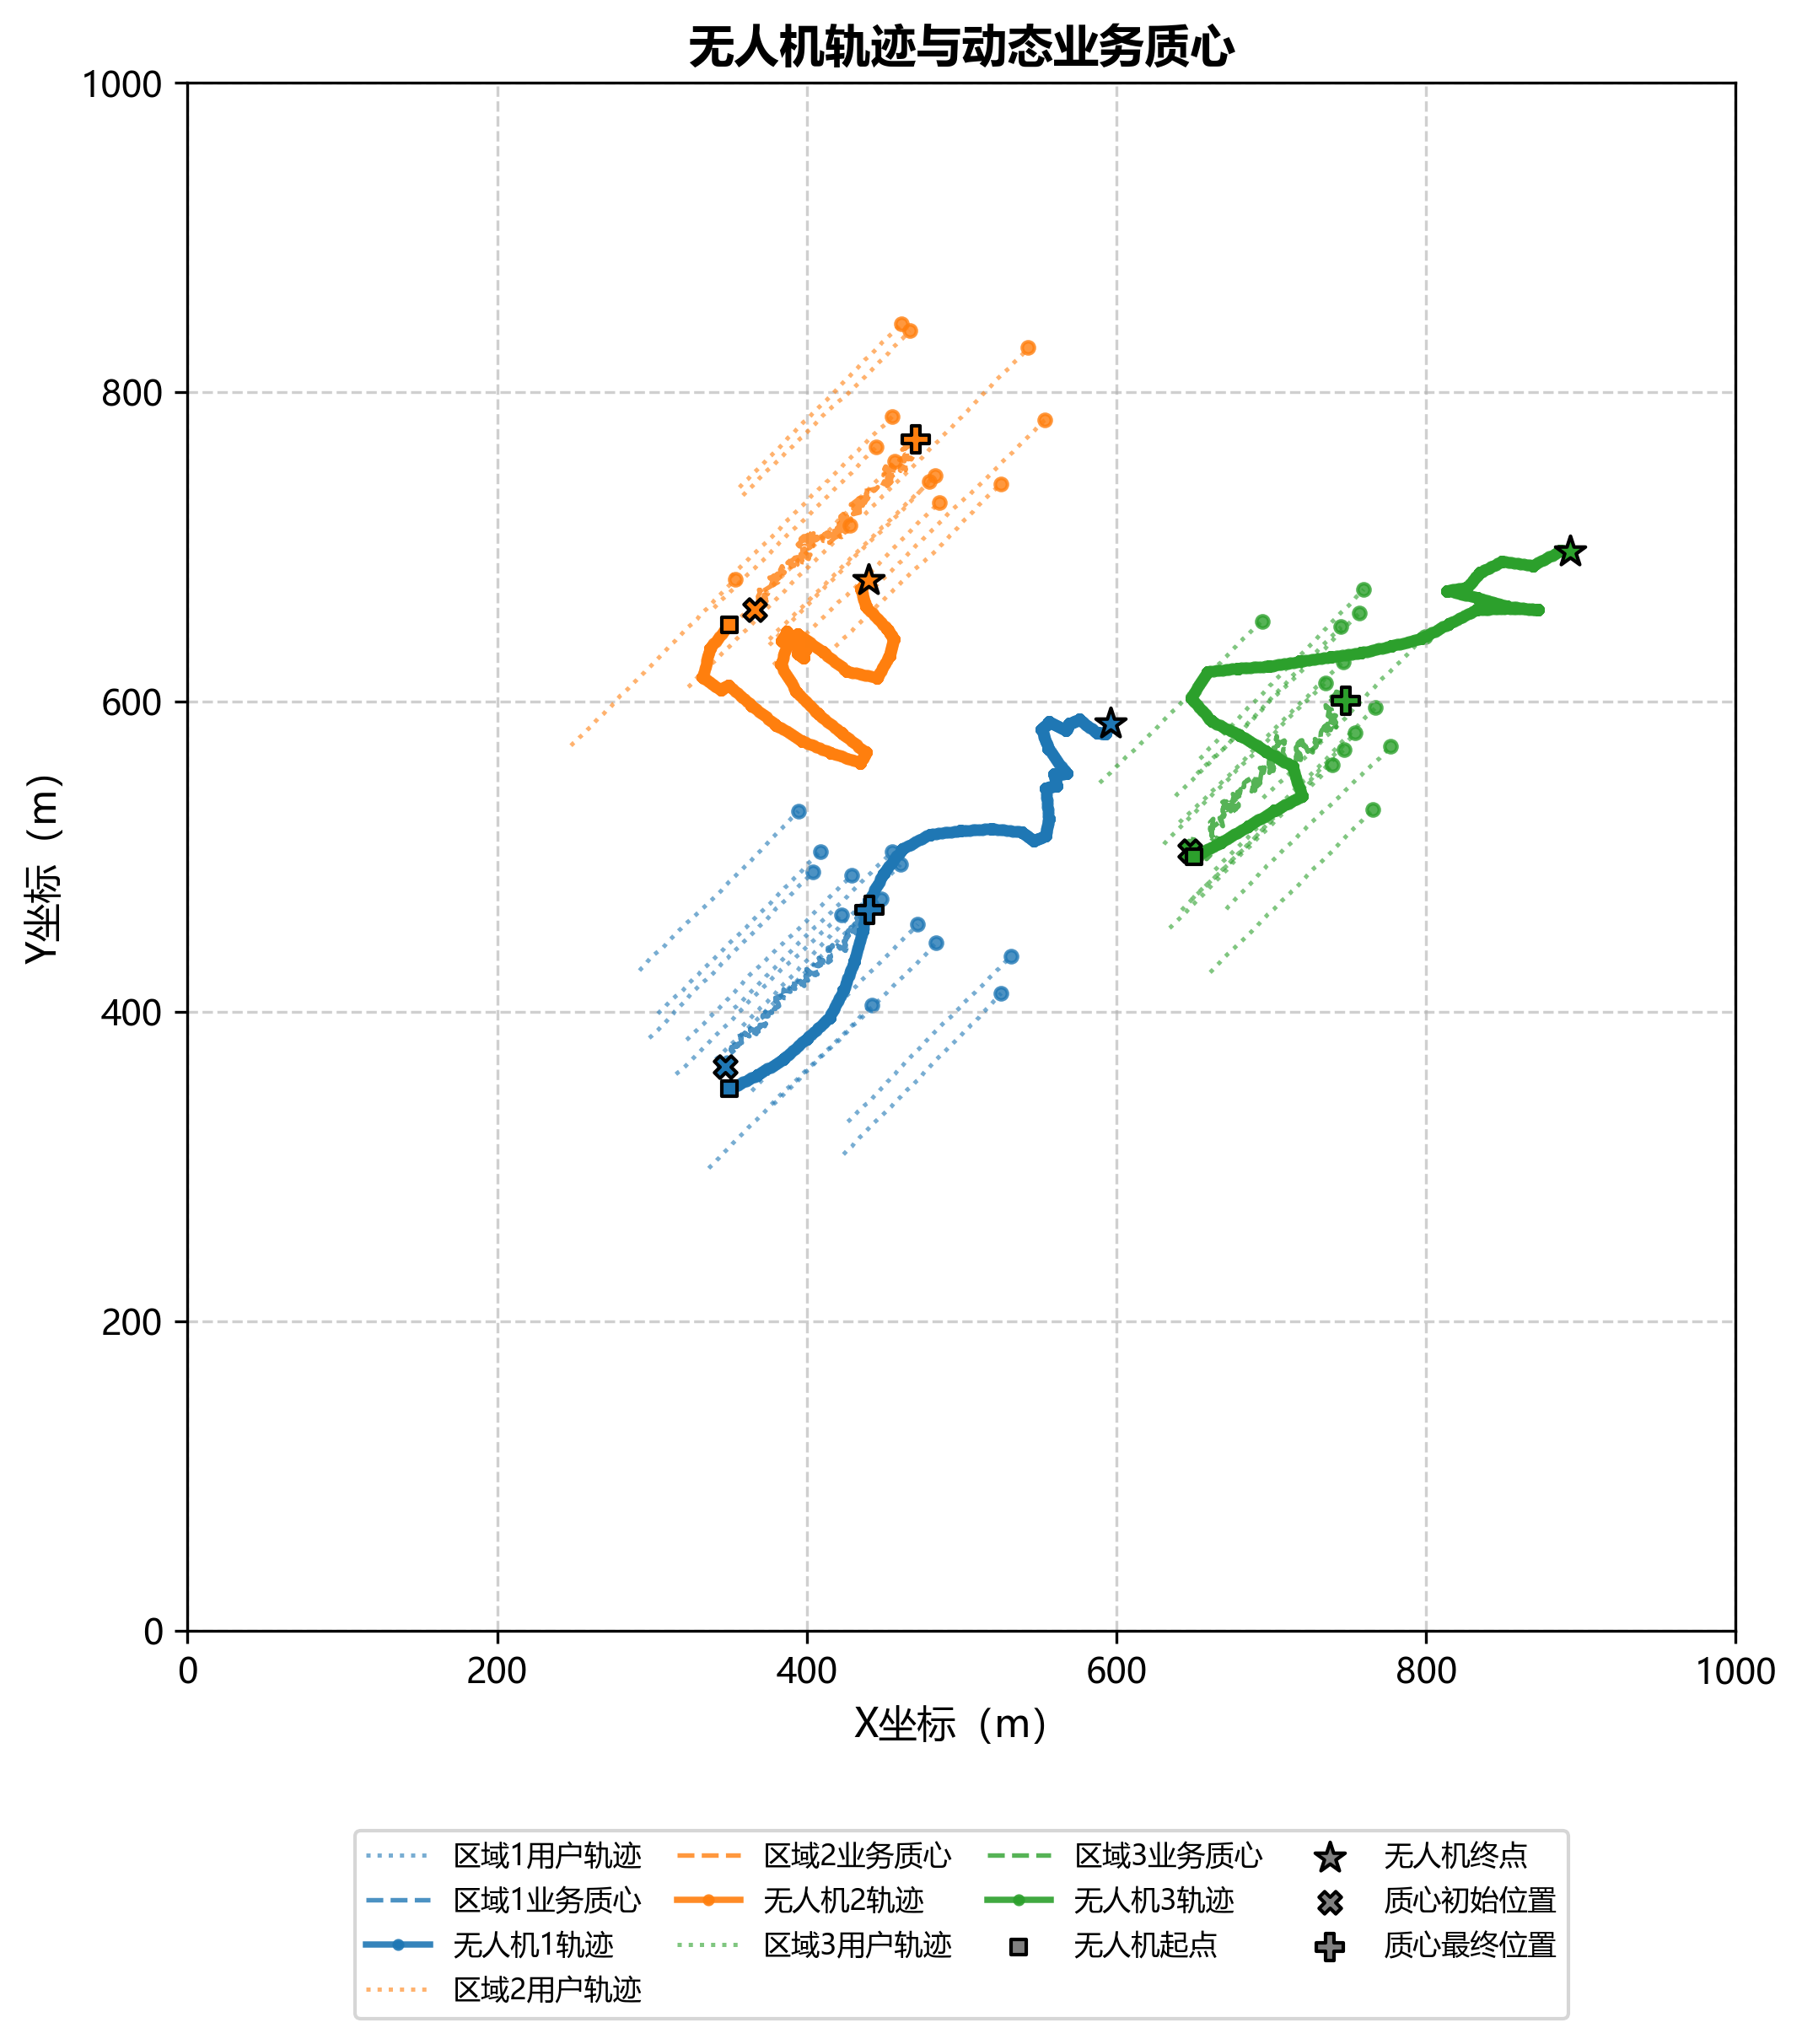 无人机轨迹与动态业务质心
1000
800
600
400
200
0
Y坐标（m）
0 200 400 600 800 1000
X坐标（m）
区域1用户轨迹 区域2业务质心 区域3业务质心 无人机终点
区域1业务质心 无人机2轨迹 无人机3轨迹 质心初始位置
无人机1轨迹 区域3用户轨迹 无人机起点 质心最终位置
区域2用户轨迹